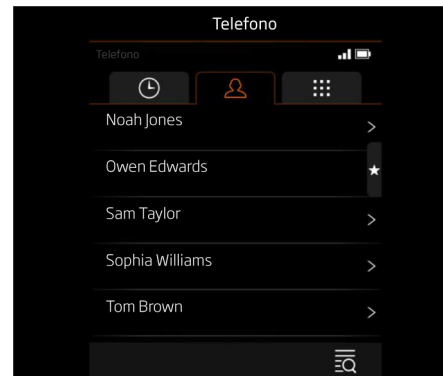 Telefono
Telefono
Noah Jones
Owen Edwards
Sam Taylor
Sophia Williams
Tom Brown